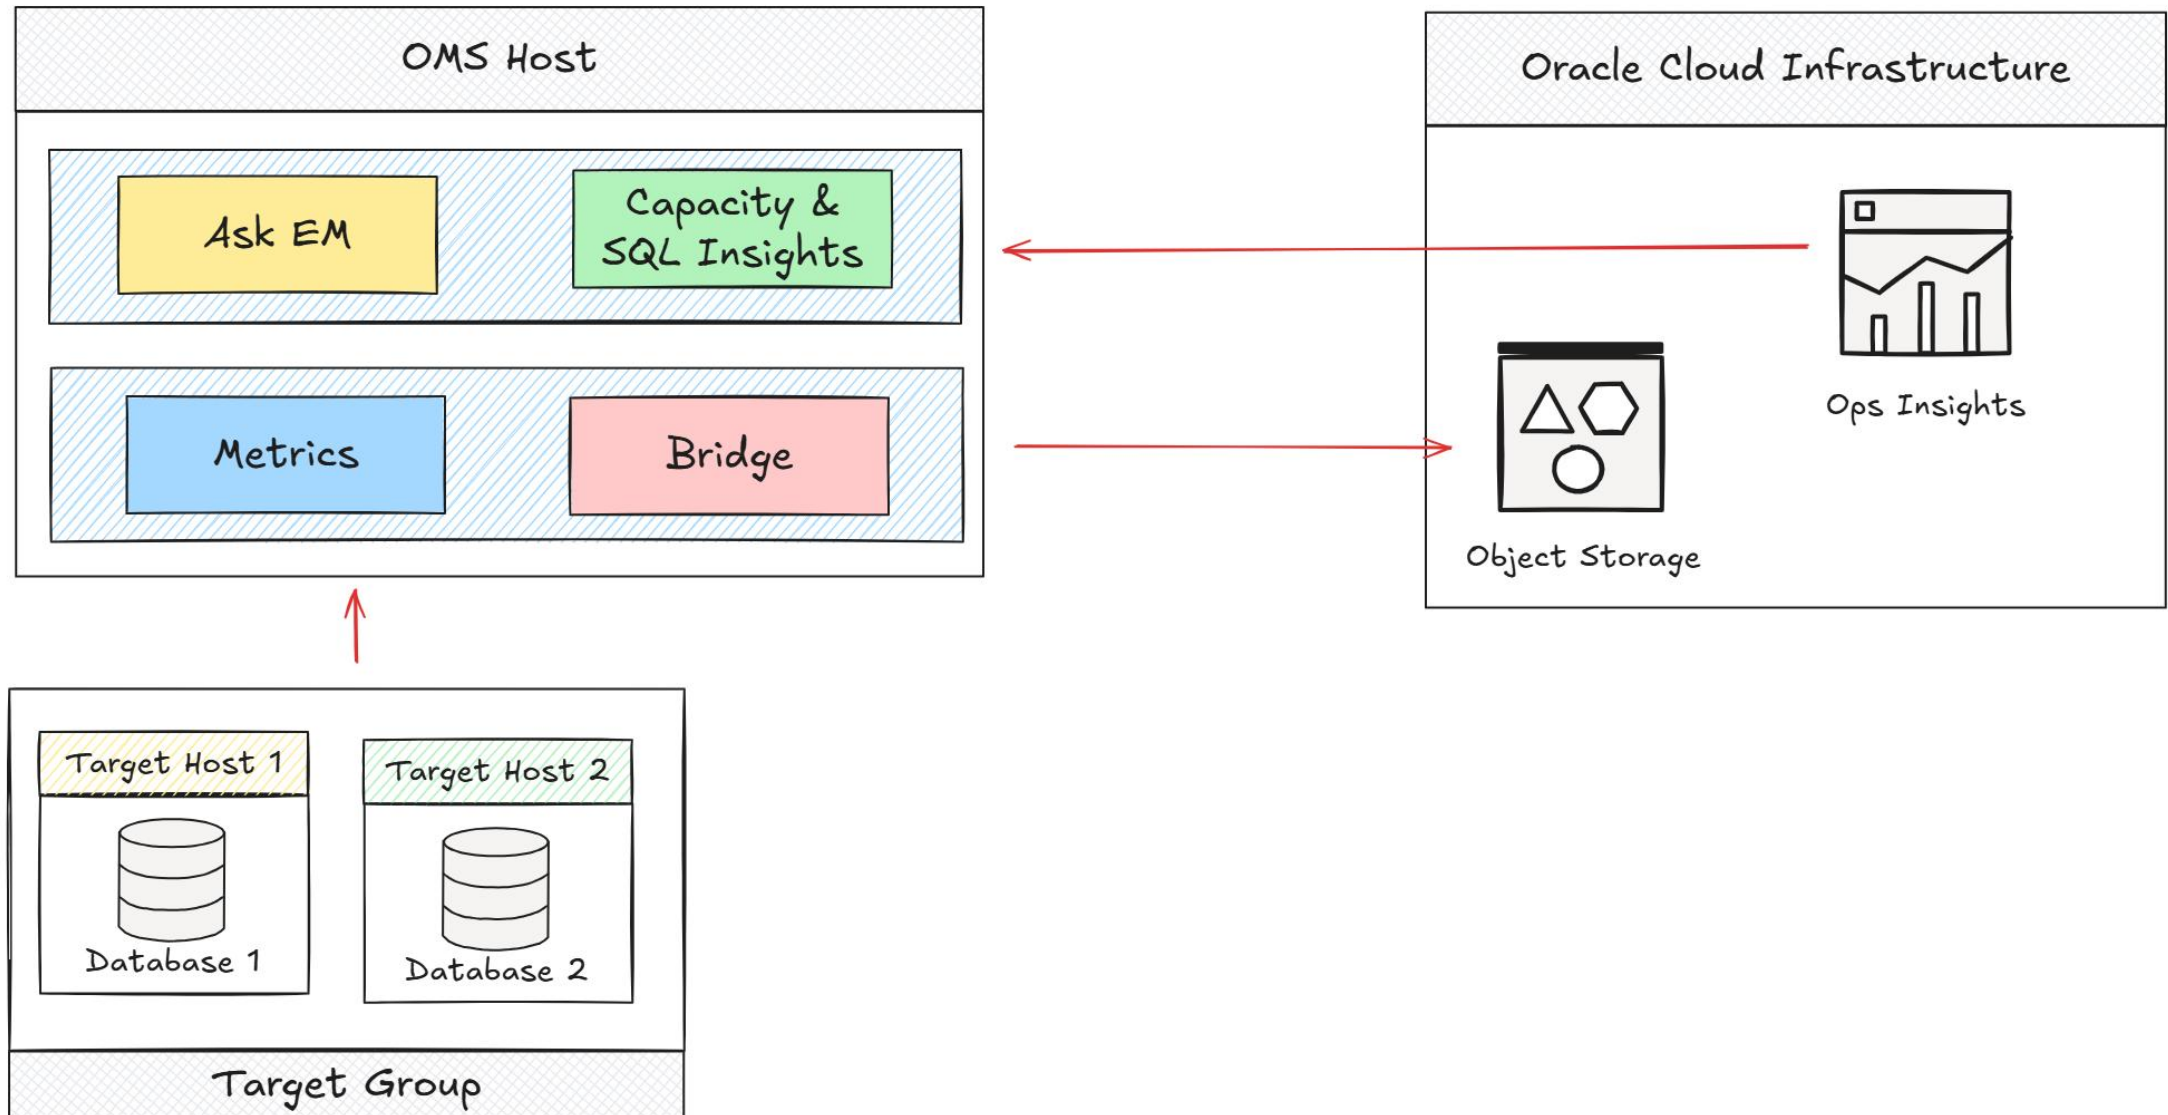 OMS Host
Ask EM
Capacity &
SQL Insights
Metrics
Bridge
Oracle Cloud Infrastructure
Ops Insights
Object Storage
Target Host 1
Database 1
Target Host 2
Database 2
Target Group